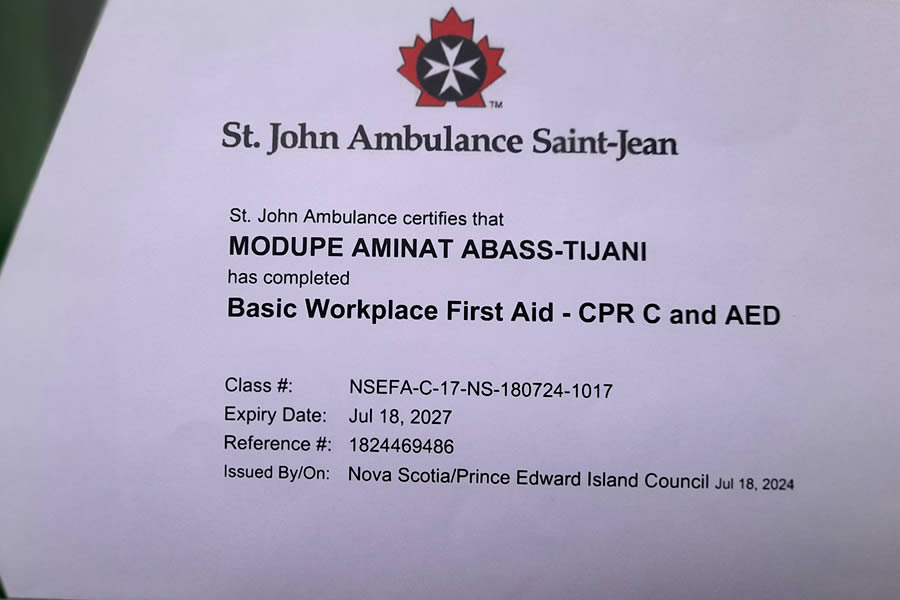 TM
St. John Ambulance Saint-Jean
St. John Ambulance certifies that
MODUPE AMINAT ABASS-TIJANI
has completed
Basic Workplace First Aid - CPR C and AED
Class #: NSEFA-C-17-NS-180724-1017
Expiry Date: Jul 18, 2027
Reference #: 1824469486
Issued By/On: Nova Scotia/Prince Edward Island Council Jul 18, 2024